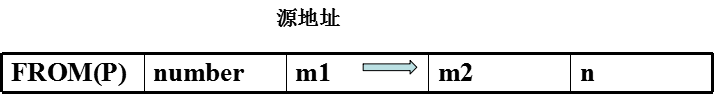 源地址
FROM(P) number m1 m2 n